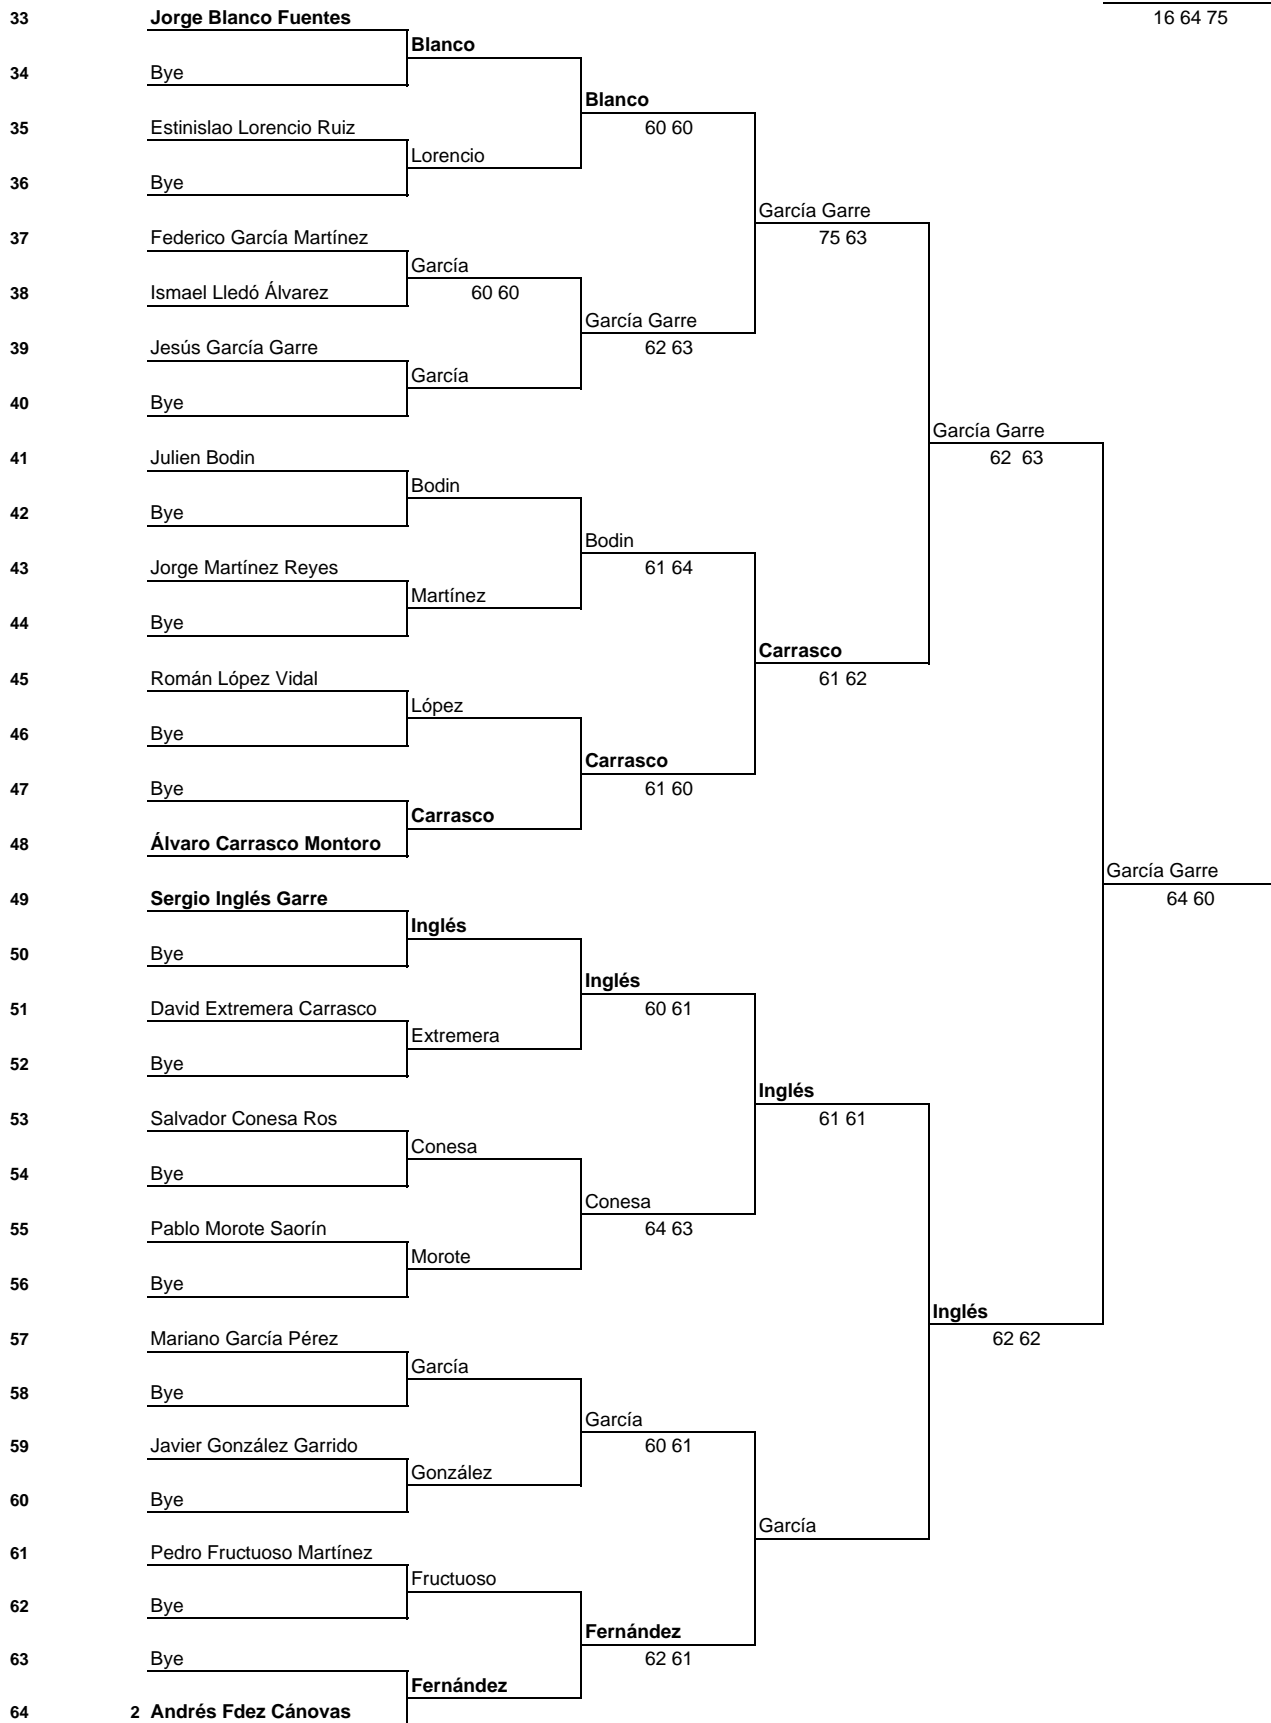 16 64 75
33 Jorge Blanco Fuentes
Blanco
34 Bye
Blanco
35 Estinislao Lorencio Ruiz 60 60
Lorencio
36 Bye
García Garre
37 Federico García Martínez 75 63
García
38 Ismael Lledó Álvarez 60 60
García Garre
39 Jesús García Garre 62 63
García
40 Bye
García Garre
41 Julien Bodin 62 63
Bodin
42 Bye
Bodin
43 Jorge Martínez Reyes 61 64
Martínez
44 Bye
Carrasco
45 Román López Vidal 61 62
López
46 Bye
Carrasco
47 Bye 61 60
Carrasco
48 Álvaro Carrasco Montoro
García Garre
49 Sergio Inglés Garre 64 60
Inglés
50 Bye
Inglés
51 David Extremera Carrasco 60 61
Extremera
52 Bye
Inglés
53 Salvador Conesa Ros 61 61
Conesa
54 Bye
Conesa
55 Pablo Morote Saorín 64 63
Morote
56 Bye
Inglés
57 Mariano García Pérez 62 62
García
58 Bye
García
59 Javier González Garrido 60 61
González
60 Bye
García
61 Pedro Fructuoso Martínez
Fructuoso
62 Bye
Fernández
63 Bye 62 61
Fernández
64 2 Andrés Fdez Cánovas